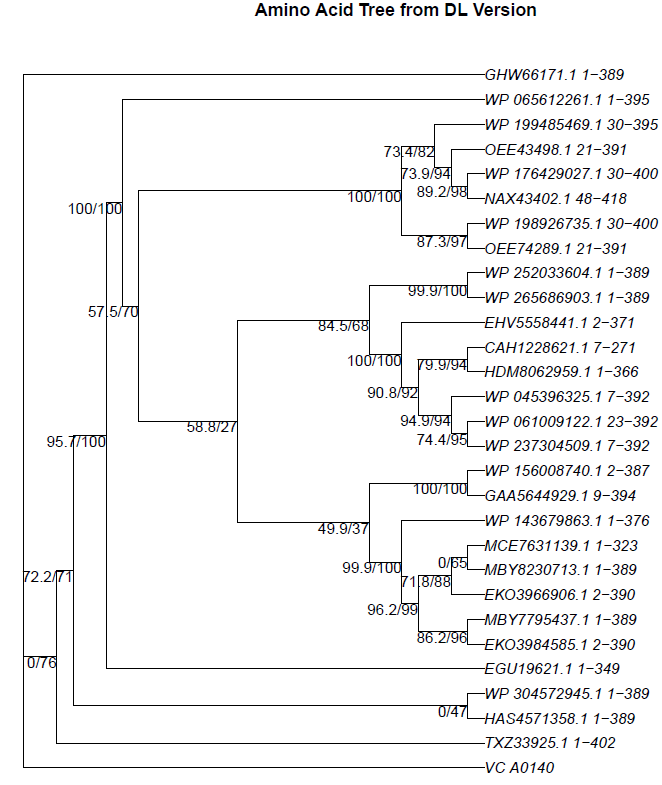 Amino Acid Tree from DL Version
GHW66171.1 1−389
WP 065612261.1 1−395
WP 199485469.1 30−395
73.4/82
OEE43498.1 21−391
73.9/94
WP 176429027.1 30−400
89.2/98
NAX43402.1 48−418
100/100
100/100
WP 198926735.1 30−400
87.3/97
OEE74289.1 21−391
WP 252033604.1 1−389
99.9/100
WP 265686903.1 1−389
57.5/70
84.5/68
EHV5558441.1 2−371
CAH1228621.1 7−271
100/100
79.9/94
HDM8062959.1 1−366
90.8/92
WP 045396325.1 7−392
94.9/94
WP 061009122.1 23−392
58.8/27
74.4/95
WP 237304509.1 7−392
95.7/100
WP 156008740.1 2−387
100/100
GAA5644929.1 9−394
49.9/37
WP 143679863.1 1−376
MCE7631139.1 1−323
0/65
99.9/100
MBY8230713.1 1−389
72.2/71
71.8/88
EKO3966906.1 2−390
96.2/99
MBY7795437.1 1−389
86.2/96
EKO3984585.1 2−390
0/76
EGU19621.1 1−349
WP 304572945.1 1−389
0/47
HAS4571358.1 1−389
TXZ33925.1 1−402
VC A0140